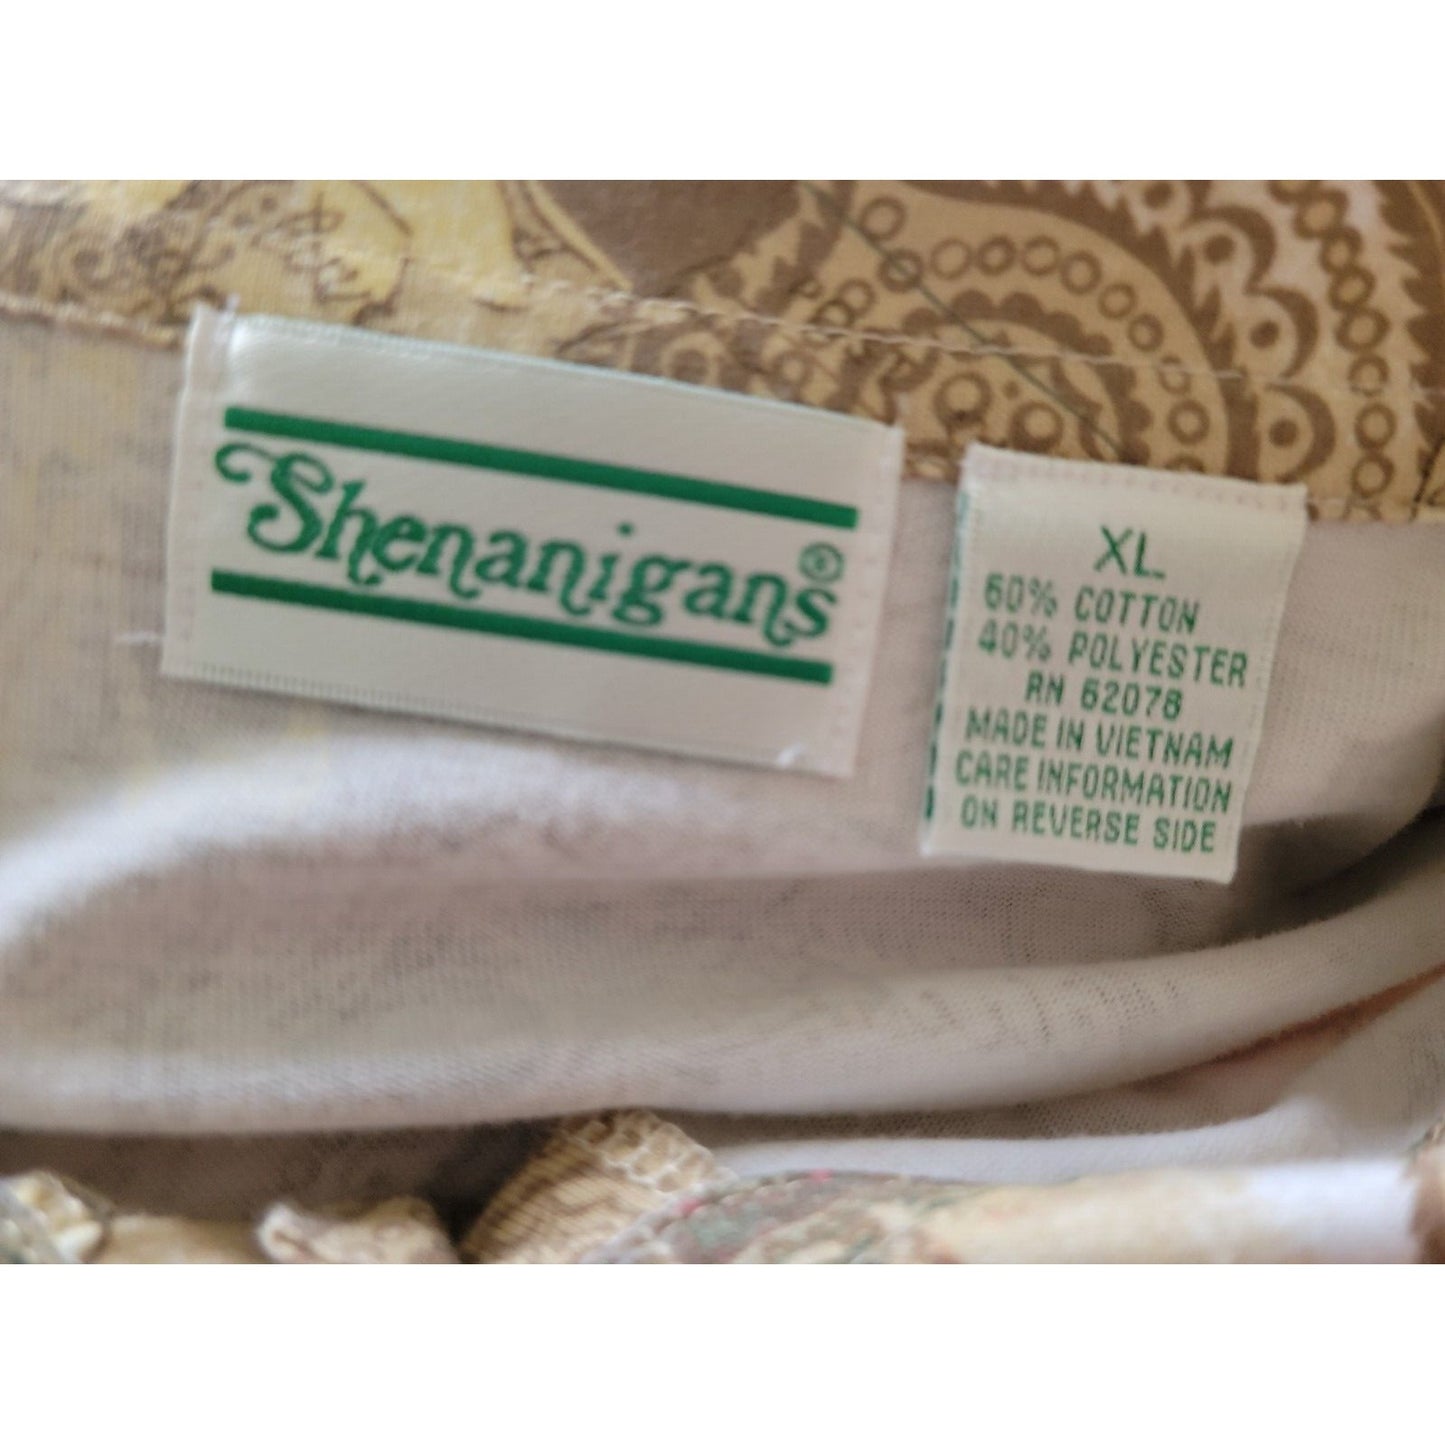 Shenanigans®
XL
60% COTTON
40% POLYESTER
RN 62078
MADE IN VIETNAM
CARE INFORMATION
ON REVERSE SIDE